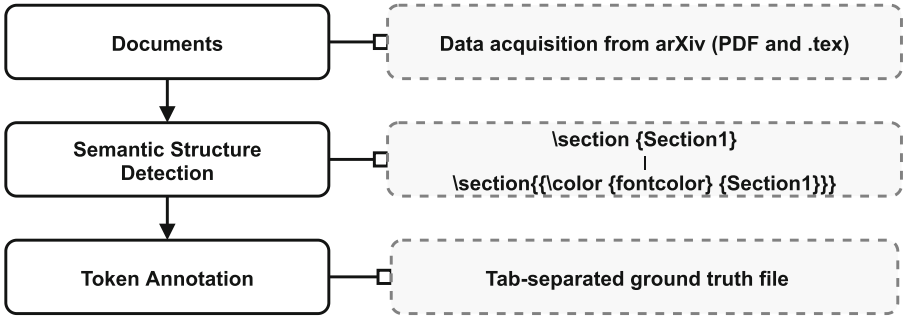 Documents
Data acquisition from arXiv (PDF and .tex)
Semantic Structure
Detection
\section {Section1}
|
\section{{\color {fontcolor} {Section1}}}
Token Annotation
Tab-separated ground truth file